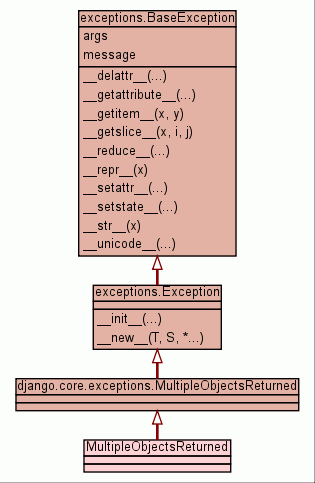 exceptions.BaseException
args
message
__delattr__(...)
__getattribute__(...)
__getitem__(x, y)
__getslice__(x, i, j)
__reduce__(...)
__repr__(x)
__setattr__(...)
__setstate__(...)
__str__(x)
__unicode__(...)
exceptions.Exception
__init__(...)
__new__(T, S, *...)
django.core.exceptions.MultipleObjectsReturned
MultipleObjectsReturned